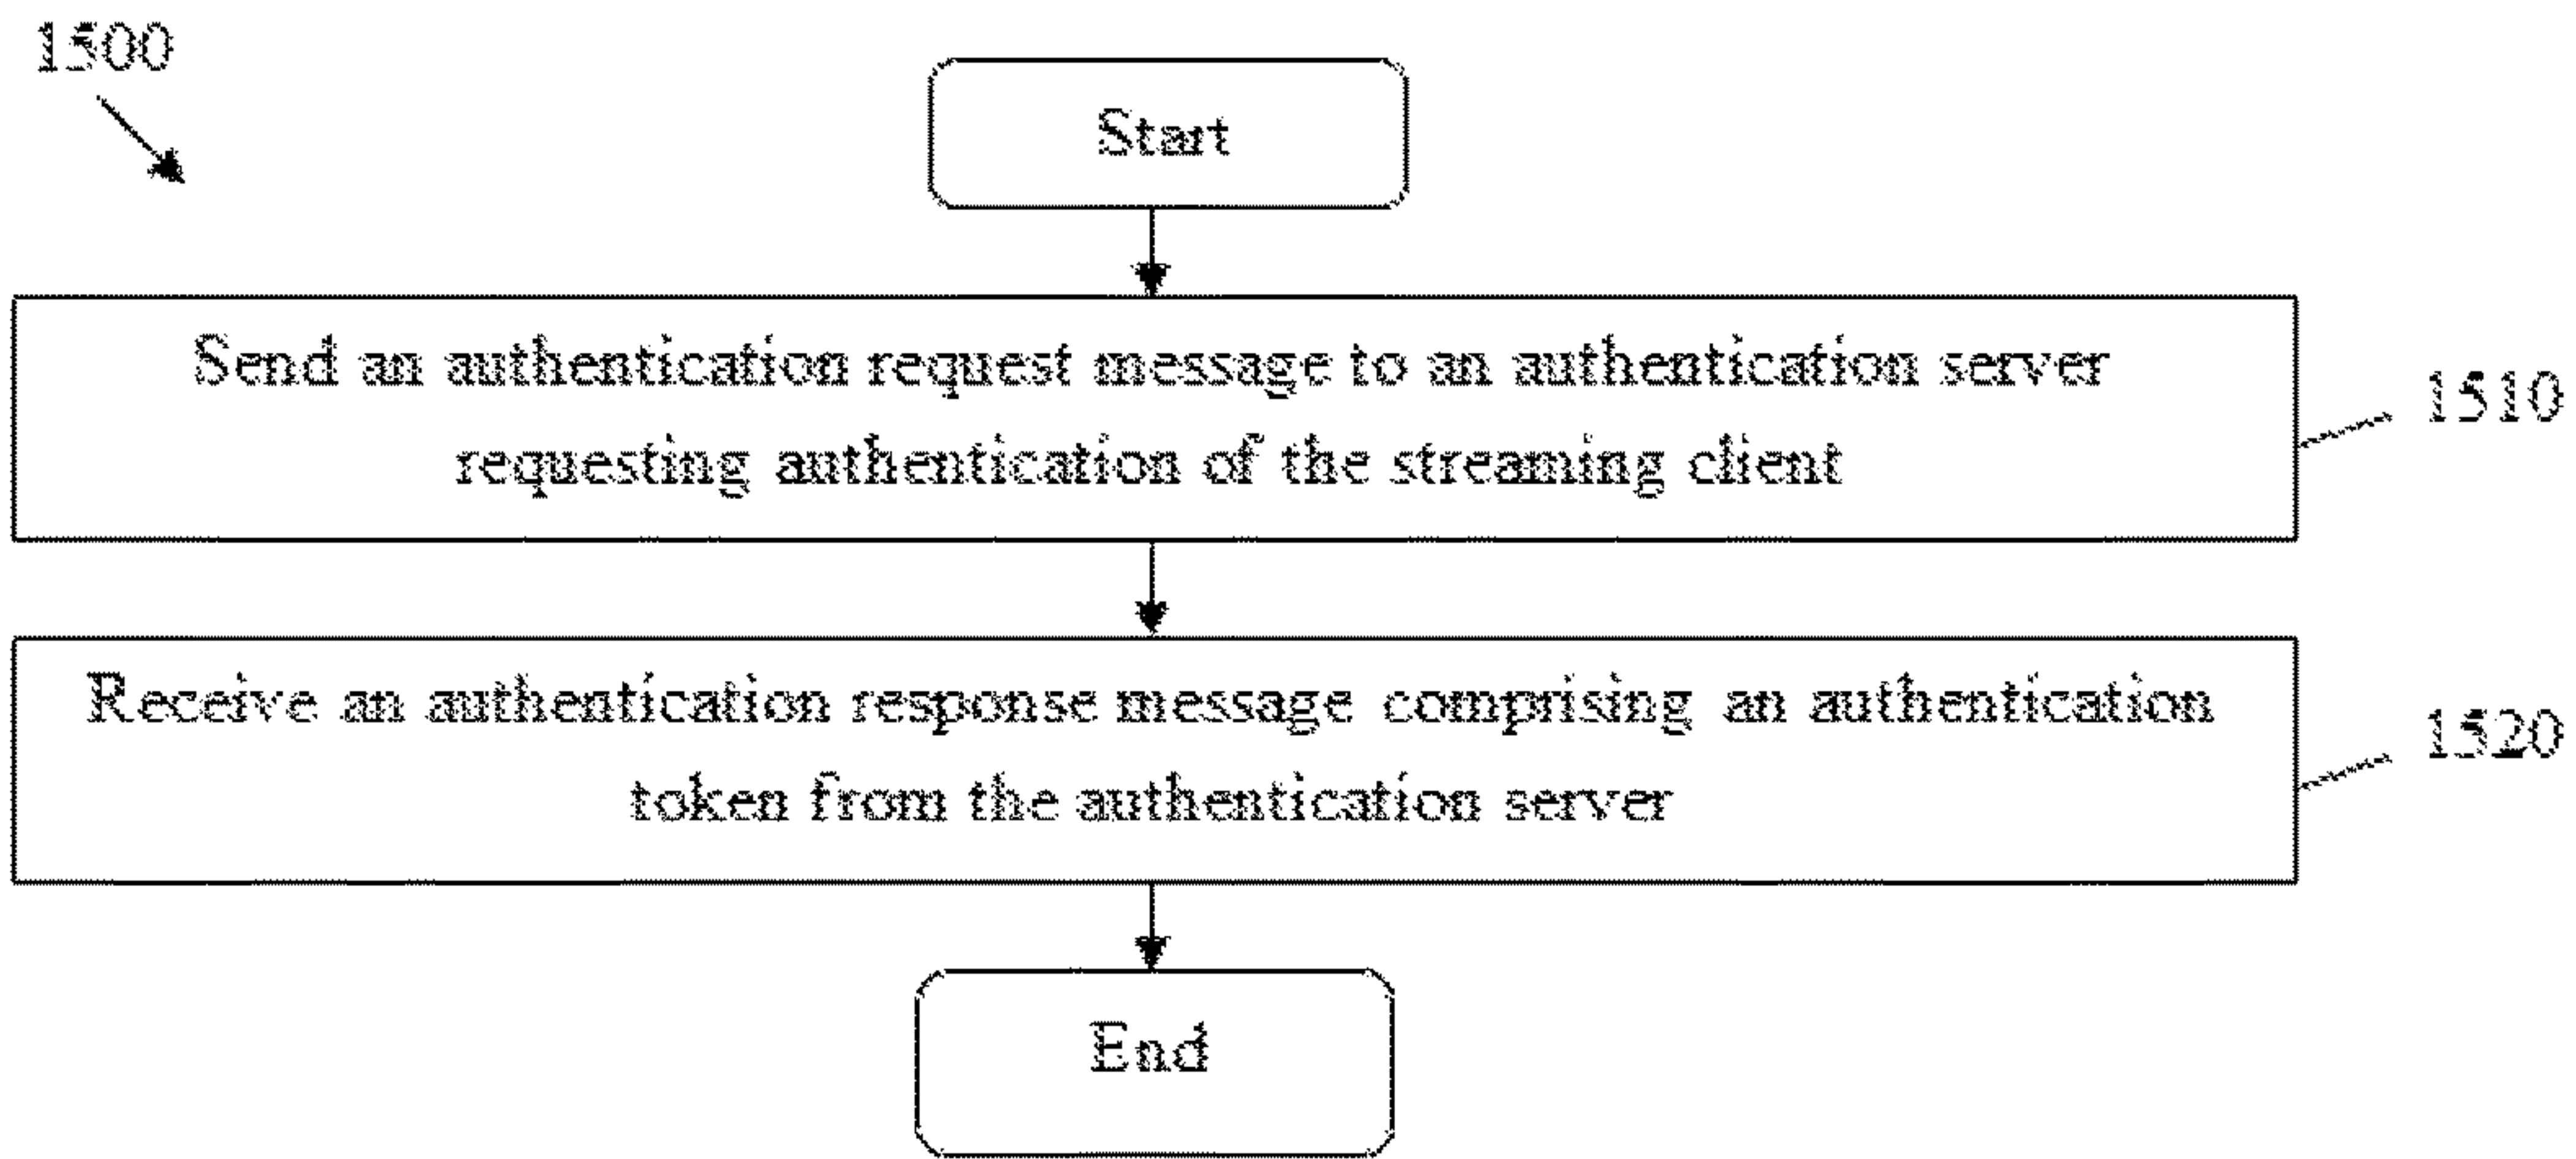 1500
Start
Send an authentication request message to an authentication server
requesting authentication of the streaming client
1510
Receive an authentication response message comprising an authentication
token from the authentication server
1520
End